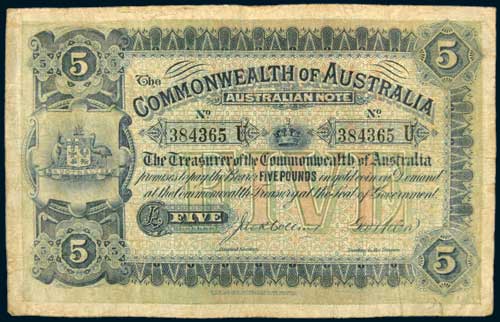 5 5
The
COMMONWEALTH OF AUSTRALIA
AUSTRALIAN NOTE
No No
384365 U 384365 U
The Treasurer of the Commonwealth of Australia
promises to pay the Bearer FIVE POUNDS in gold coin on Demand
at the Commonwealth Treasury at the Seat of Government.
AUSTRALIA
FIVE
£ FIVE
5 5